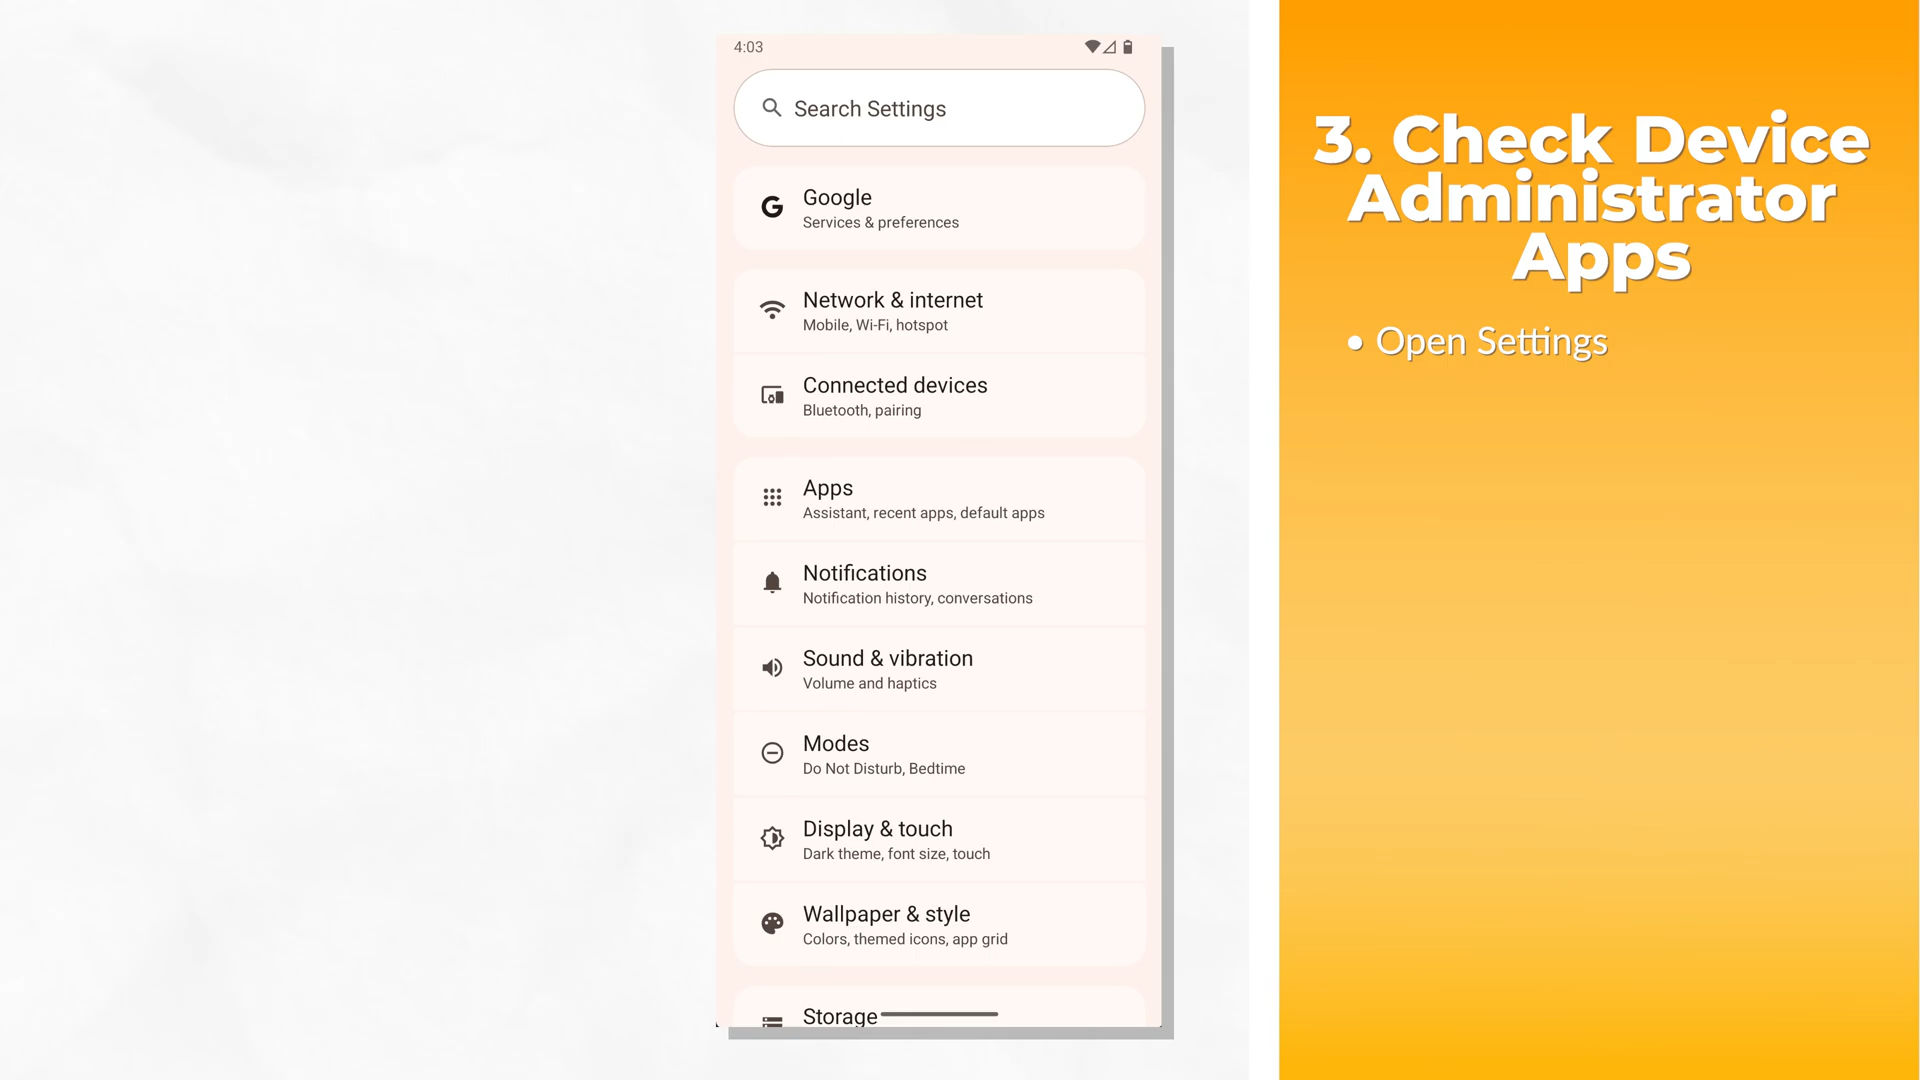 4:03
Search Settings
Google
Services & preferences
Network & internet
Mobile, Wi-Fi, hotspot
Connected devices
Bluetooth, pairing
Apps
Assistant, recent apps, default apps
Notifications
Notification history, conversations
Sound & vibration
Volume and haptics
Modes
Do Not Disturb, Bedtime
Display & touch
Dark theme, font size, touch
Wallpaper & style
Colors, themed icons, app grid
Storage
3. Check Device
Administrator
Apps
• Open Settings